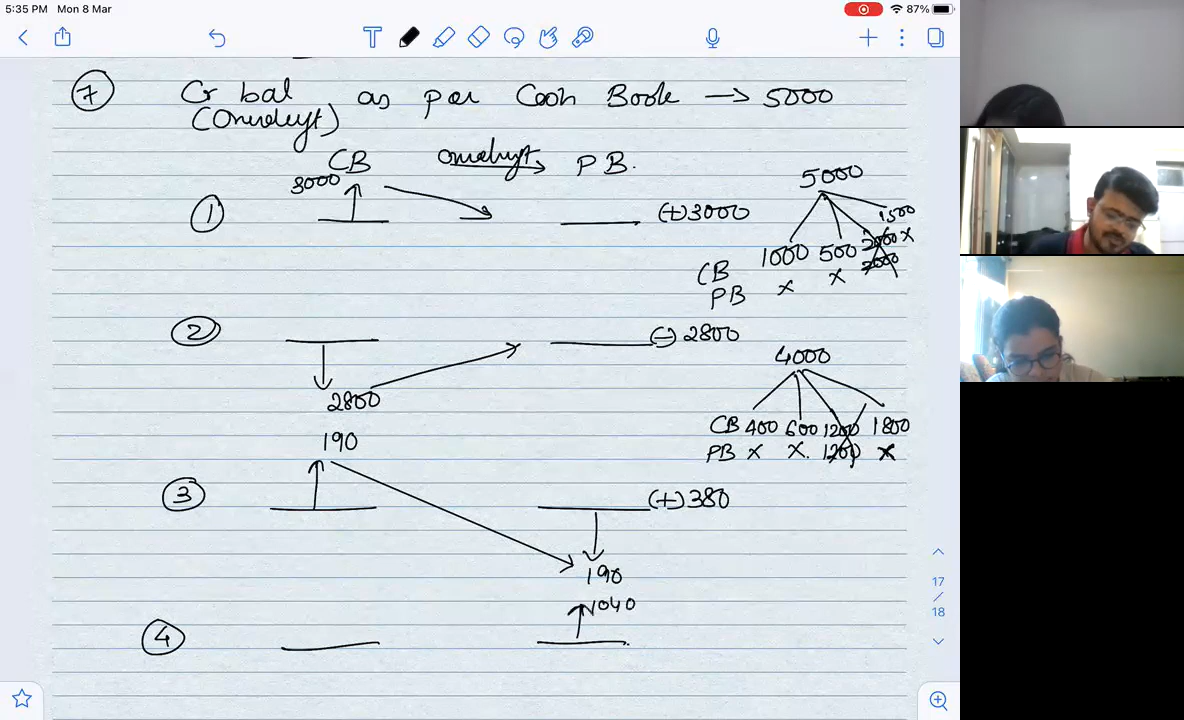 5:35 PM Mon 8 Mar 87%
7 Cr bal as per Cash Book → 5000
CB → PB.
1 3000 (+) 3000
5000
1500
CB 1000 500 2000
PB x x 2000 x
2 2800 (-) 2800
4000
CB 400 600 1200 1800
PB x x. 1200 x
3 190 (+) 380
190
4 1040
17
/
18